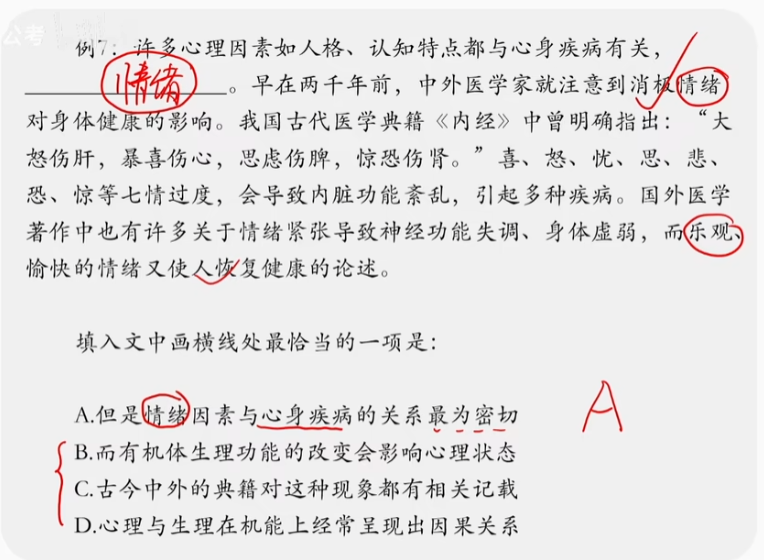 公考
例7：许多心理因素如人格、认知特点都与心身疾病有关，
情绪
____________________。早在两千年前，中外医学家就注意到消极情绪
对身体健康的影响。我国古代医学典籍《内经》中曾明确指出：“大
怒伤肝，暴喜伤心，思虑伤脾，惊恐伤肾。”喜、怒、忧、思、悲、
恐、惊等七情过度，会导致内脏功能紊乱，引起多种疾病。国外医学
著作中也有许多关于情绪紧张导致神经功能失调、身体虚弱，而乐观、
愉快的情绪又使人恢复健康的论述。
填入文中画横线处最恰当的一项是：
A.但是情绪因素与心身疾病的关系最为密切
A
B.而有机体生理功能的改变会影响心理状态
C.古今中外的典籍对这种现象都有相关记载
D.心理与生理在机能上经常呈现出因果关系